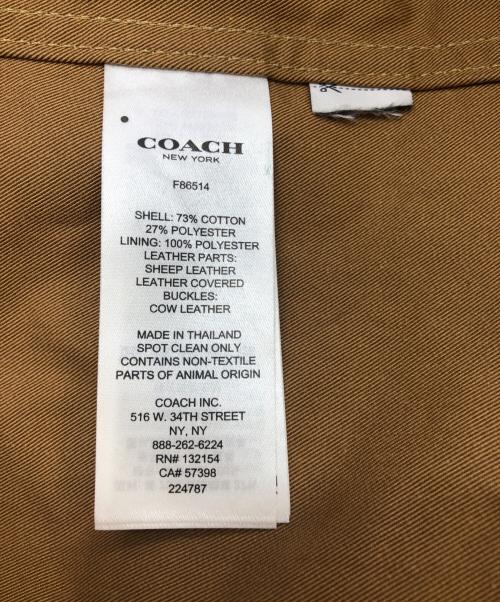 COACH
NEW YORK
F86514
SHELL: 73% COTTON
27% POLYESTER
LINING: 100% POLYESTER
LEATHER PARTS:
SHEEP LEATHER
LEATHER COVERED
BUCKLES:
COW LEATHER
MADE IN THAILAND
SPOT CLEAN ONLY
CONTAINS NON-TEXTILE
PARTS OF ANIMAL ORIGIN
COACH INC.
516 W. 34TH STREET
NY, NY
888-262-6224
RN# 132154
CA# 57398
224787